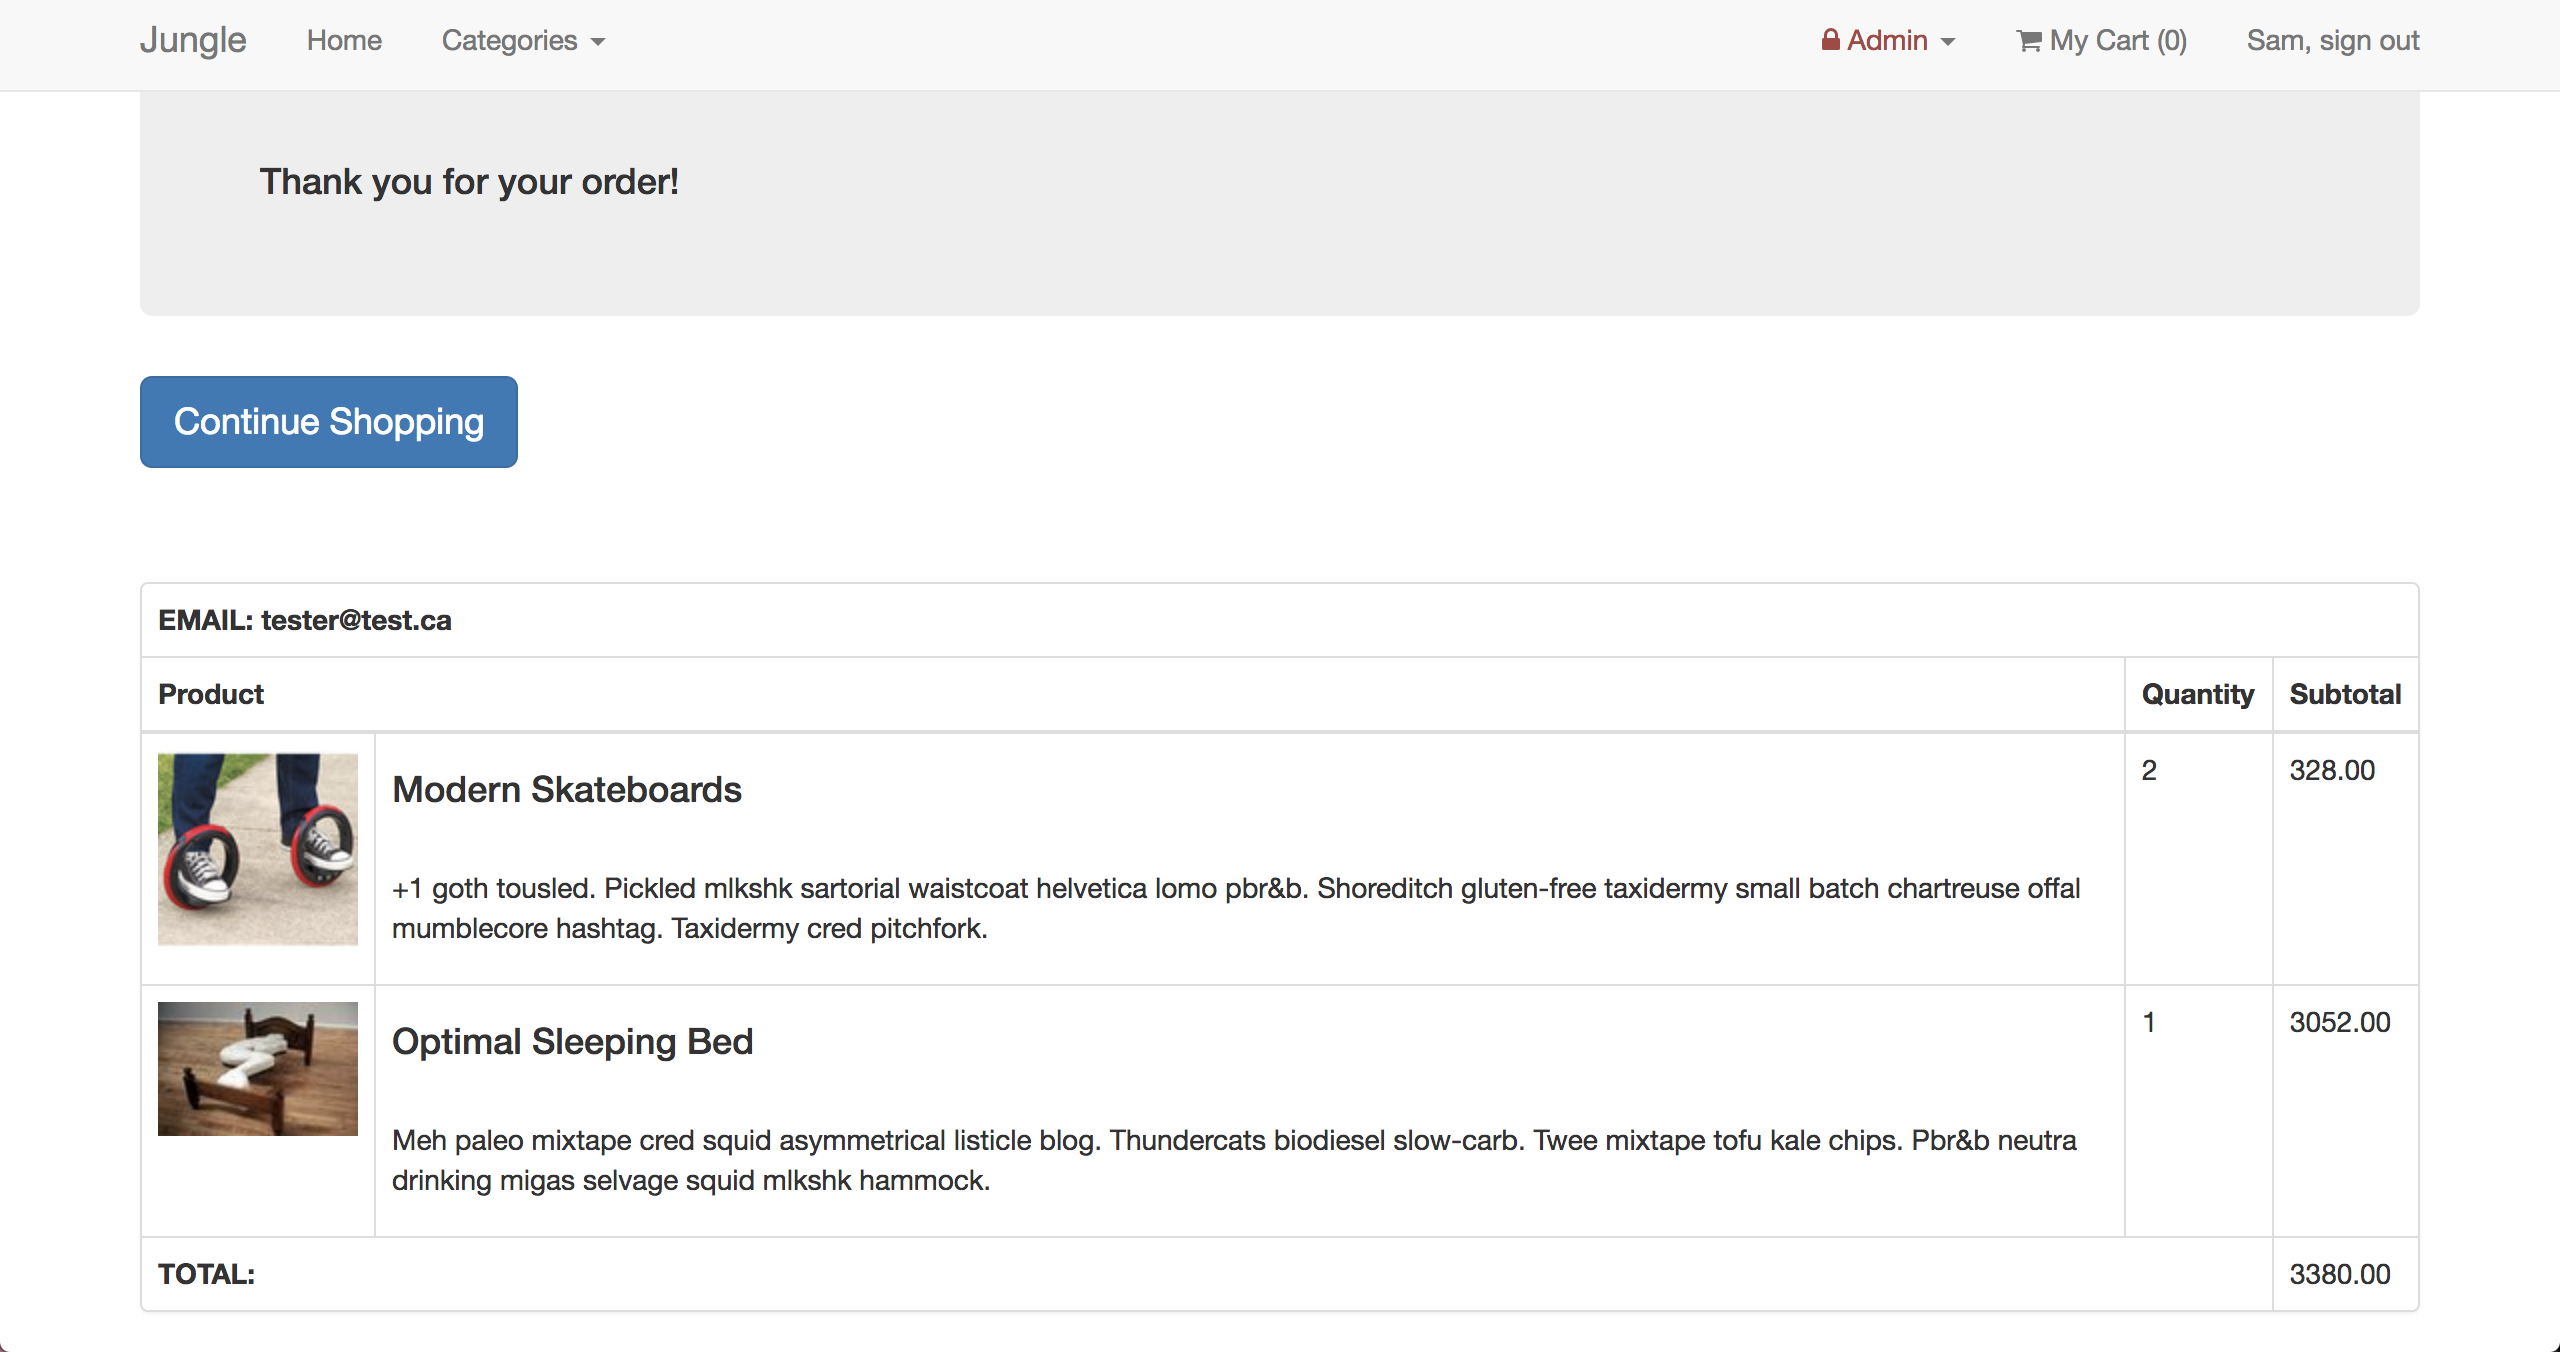 Jungle Home Categories Admin My Cart (0) Sam, sign out
Thank you for your order!
Continue Shopping
EMAIL: tester@test.ca
Product Quantity Subtotal
Modern Skateboards 2 328.00
+1 goth tousled. Pickled mlkshk sartorial waistcoat helvetica lomo pbr&b. Shoreditch gluten-free taxidermy small batch chartreuse offal
mumblecore hashtag. Taxidermy cred pitchfork.
Optimal Sleeping Bed 1 3052.00
Meh paleo mixtape cred squid asymmetrical listicle blog. Thundercats biodiesel slow-carb. Twee mixtape tofu kale chips. Pbr&b neutra
drinking migas selvage squid mlkshk hammock.
TOTAL: 3380.00